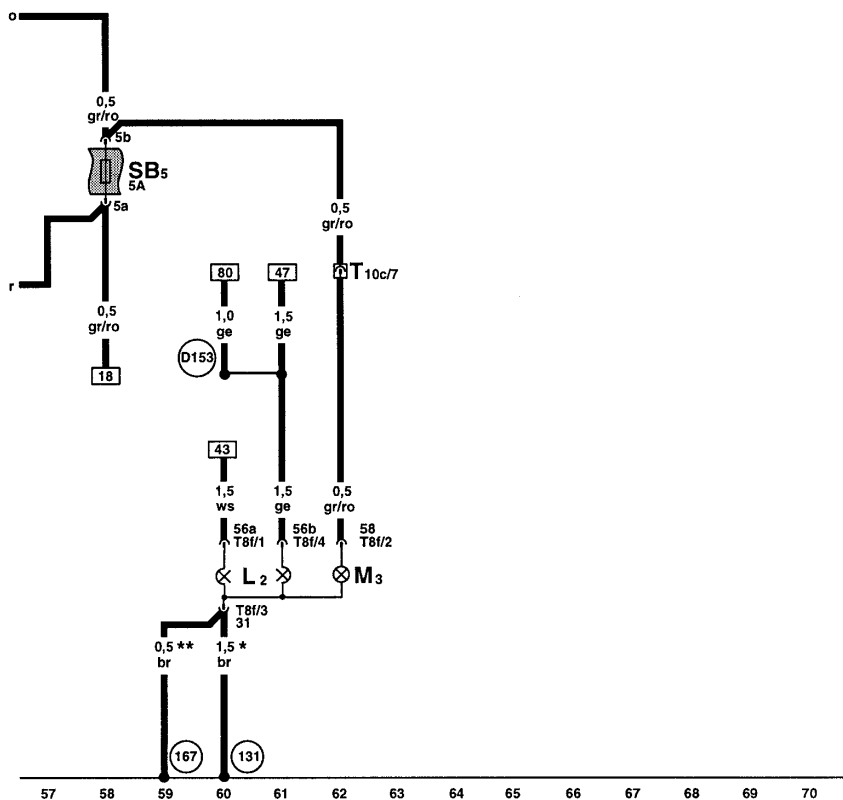 o
0,5
gr/ro
5b
SB5
5A
5a
0,5
gr/ro
r
T10c/7
80 47
0,5
gr/ro
1,0 1,5
ge ge
D153
18
43
1,5 1,5 0,5
ws ge gr/ro
56a 56b 58
T8f/1 T8f/4 T8f/2
L2 M3
T8f/3
31
0,5 ** 1,5 *
br br
167 131
57 58 59 60 61 62 63 64 65 66 67 68 69 70